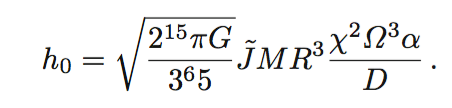 h_0 = \sqrt{\frac{2^{15} \pi G}{3^6 5}} \tilde{J} M R^3 \frac{\chi^2 \Omega^3 \alpha}{D} .